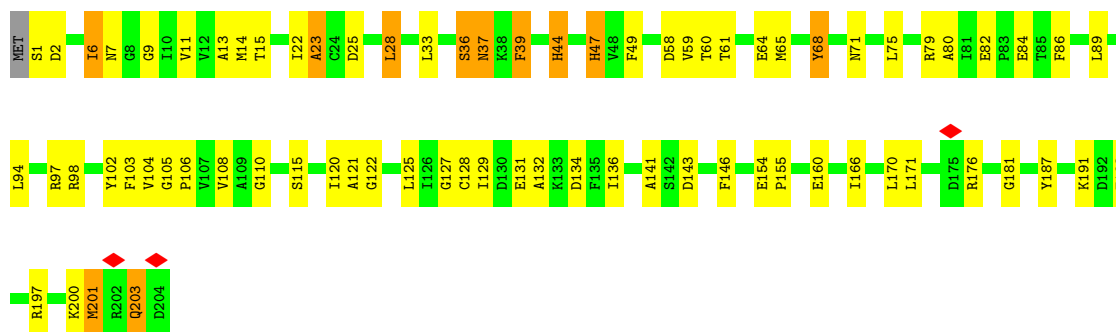 MET S1 D2 I6 N7 G8 G9 I10 V11 V12 A13 M14 T15 I22 A23 C24 D25 L28 L33 S36 N37 K38 F39 H44 H47 V48 F49 D58 V59 T60 T61 E64 M65 Y68 N71 L75 R79 A80 I81 E82 P83 E84 T85 F86 L89
L94 R97 R98 Y102 F103 V104 G105 P106 V107 V108 A109 G110 S115 I120 A121 G122 L125 I126 G127 C128 I129 D130 E131 A132 K133 D134 F135 I136 A141 S142 D143 F146 E154 P155 E160 I166 L170 L171 D175 R176 G181 Y187 K191 D192
R197 K200 M201 R202 Q203 D204